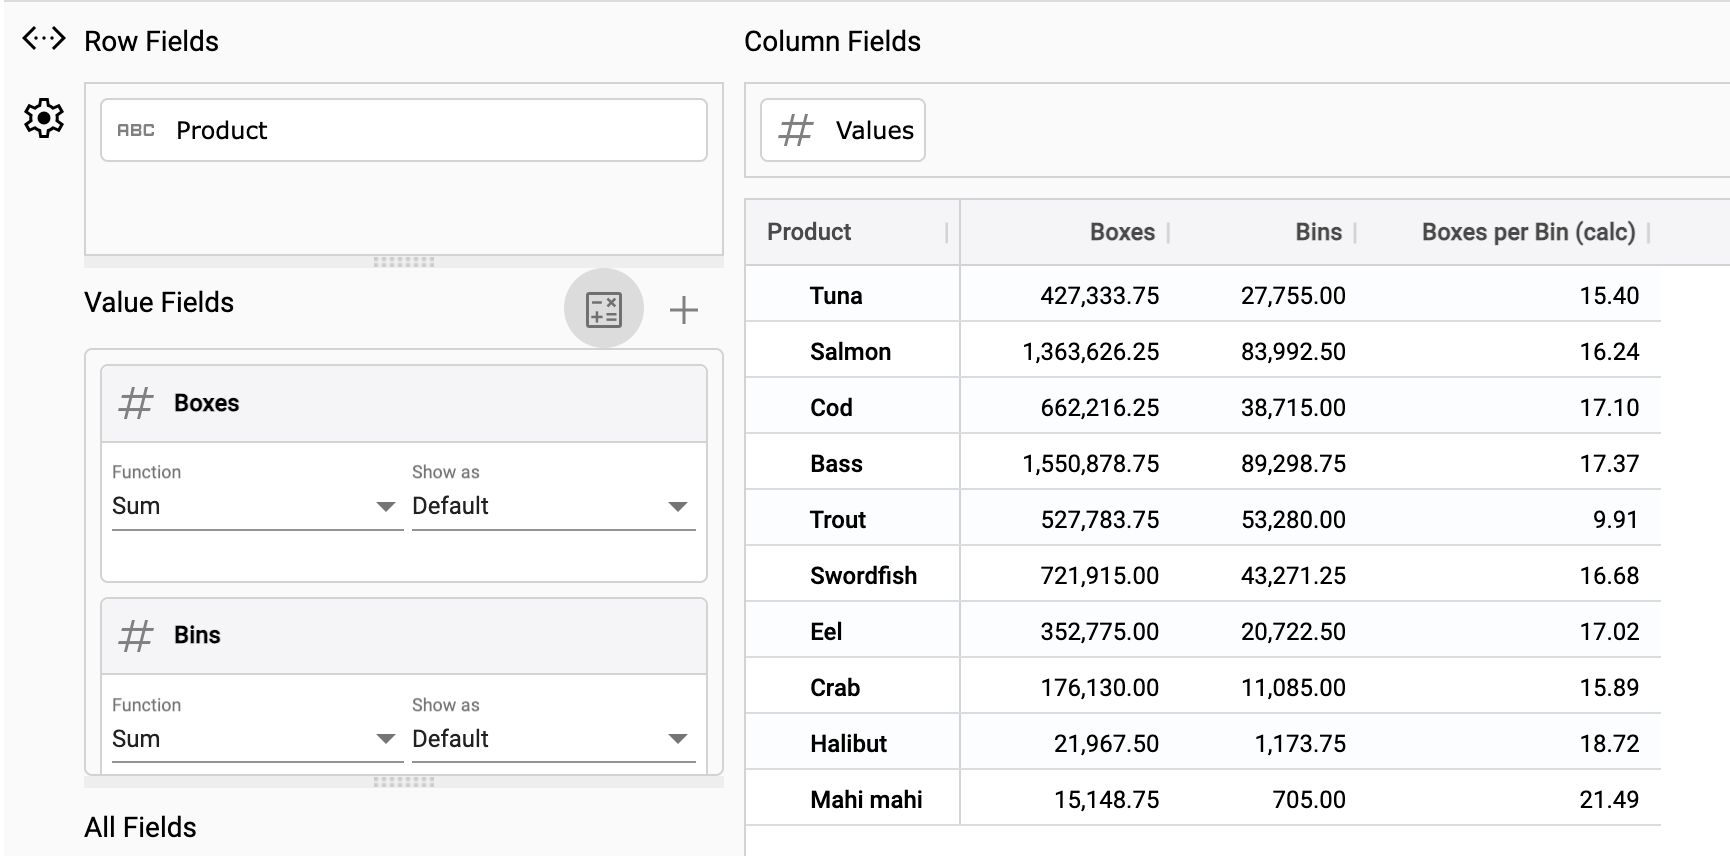 Row Fields
ABC Product
Value Fields
Boxes
Function Show as
Sum Default
Bins
Function Show as
Sum Default
All Fields
Column Fields
# Values
Product Boxes Bins Boxes per Bin (calc)
Tuna 427,333.75 27,755.00 15.40
Salmon 1,363,626.25 83,992.50 16.24
Cod 662,216.25 38,715.00 17.10
Bass 1,550,878.75 89,298.75 17.37
Trout 527,783.75 53,280.00 9.91
Swordfish 721,915.00 43,271.25 16.68
Eel 352,775.00 20,722.50 17.02
Crab 176,130.00 11,085.00 15.89
Halibut 21,967.50 1,173.75 18.72
Mahi mahi 15,148.75 705.00 21.49